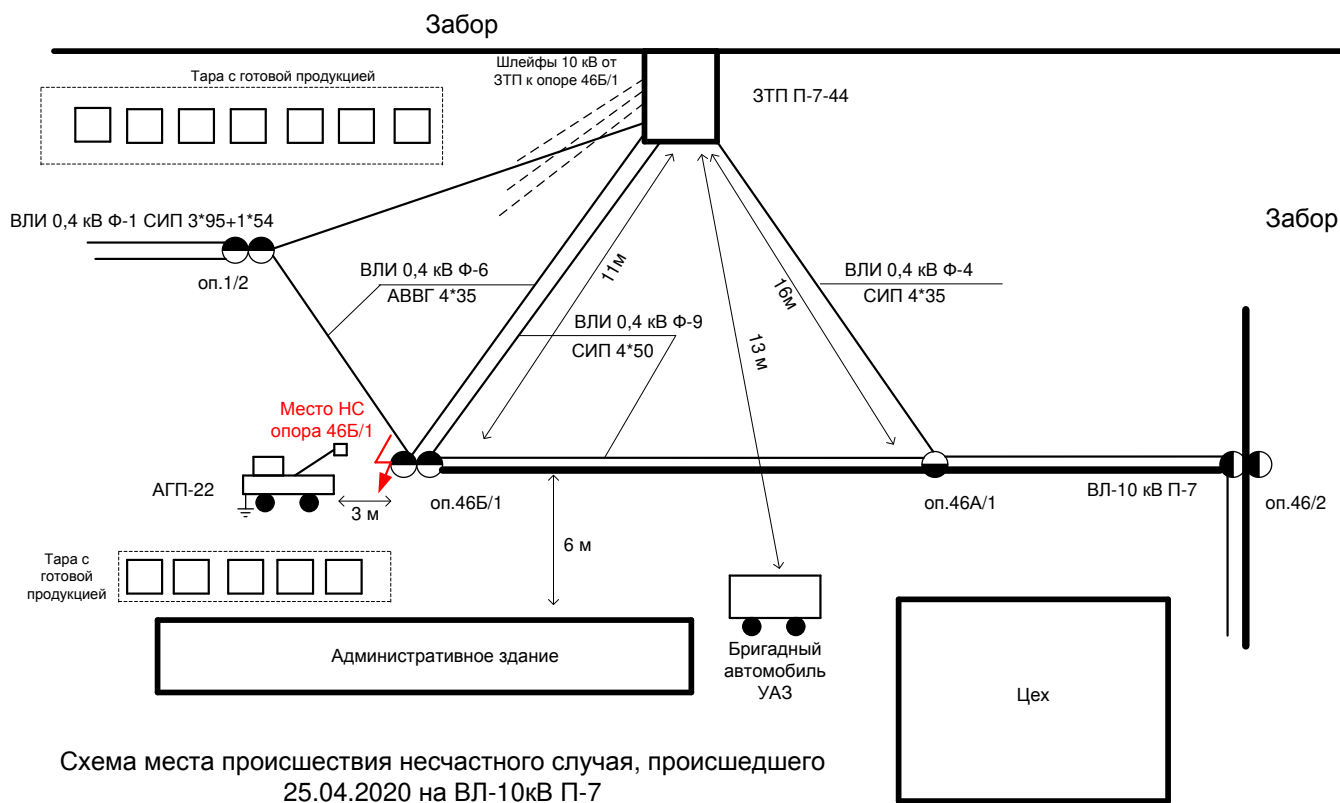 Забор
Тара с готовой продукцией
Шлейфы 10 кВ от
ЗТП к опоре 46Б/1
ЗТП П-7-44
ВЛИ 0,4 кВ Ф-1 СИП 3*95+1*54
Забор
оп.1/2
ВЛИ 0,4 кВ Ф-6
АВВГ 4*35
11м
16м
ВЛИ 0,4 кВ Ф-4
СИП 4*35
ВЛИ 0,4 кВ Ф-9
СИП 4*50
13 м
Место НС
опора 46Б/1
АГП-22
3 м
оп.46Б/1
оп.46А/1
ВЛ-10 кВ П-7
оп.46/2
6 м
Тара с
готовой
продукцией
Административное здание
Бригадный
автомобиль
УАЗ
Цех
Схема места происшествия несчастного случая, происшедшего
25.04.2020 на ВЛ-10кВ П-7